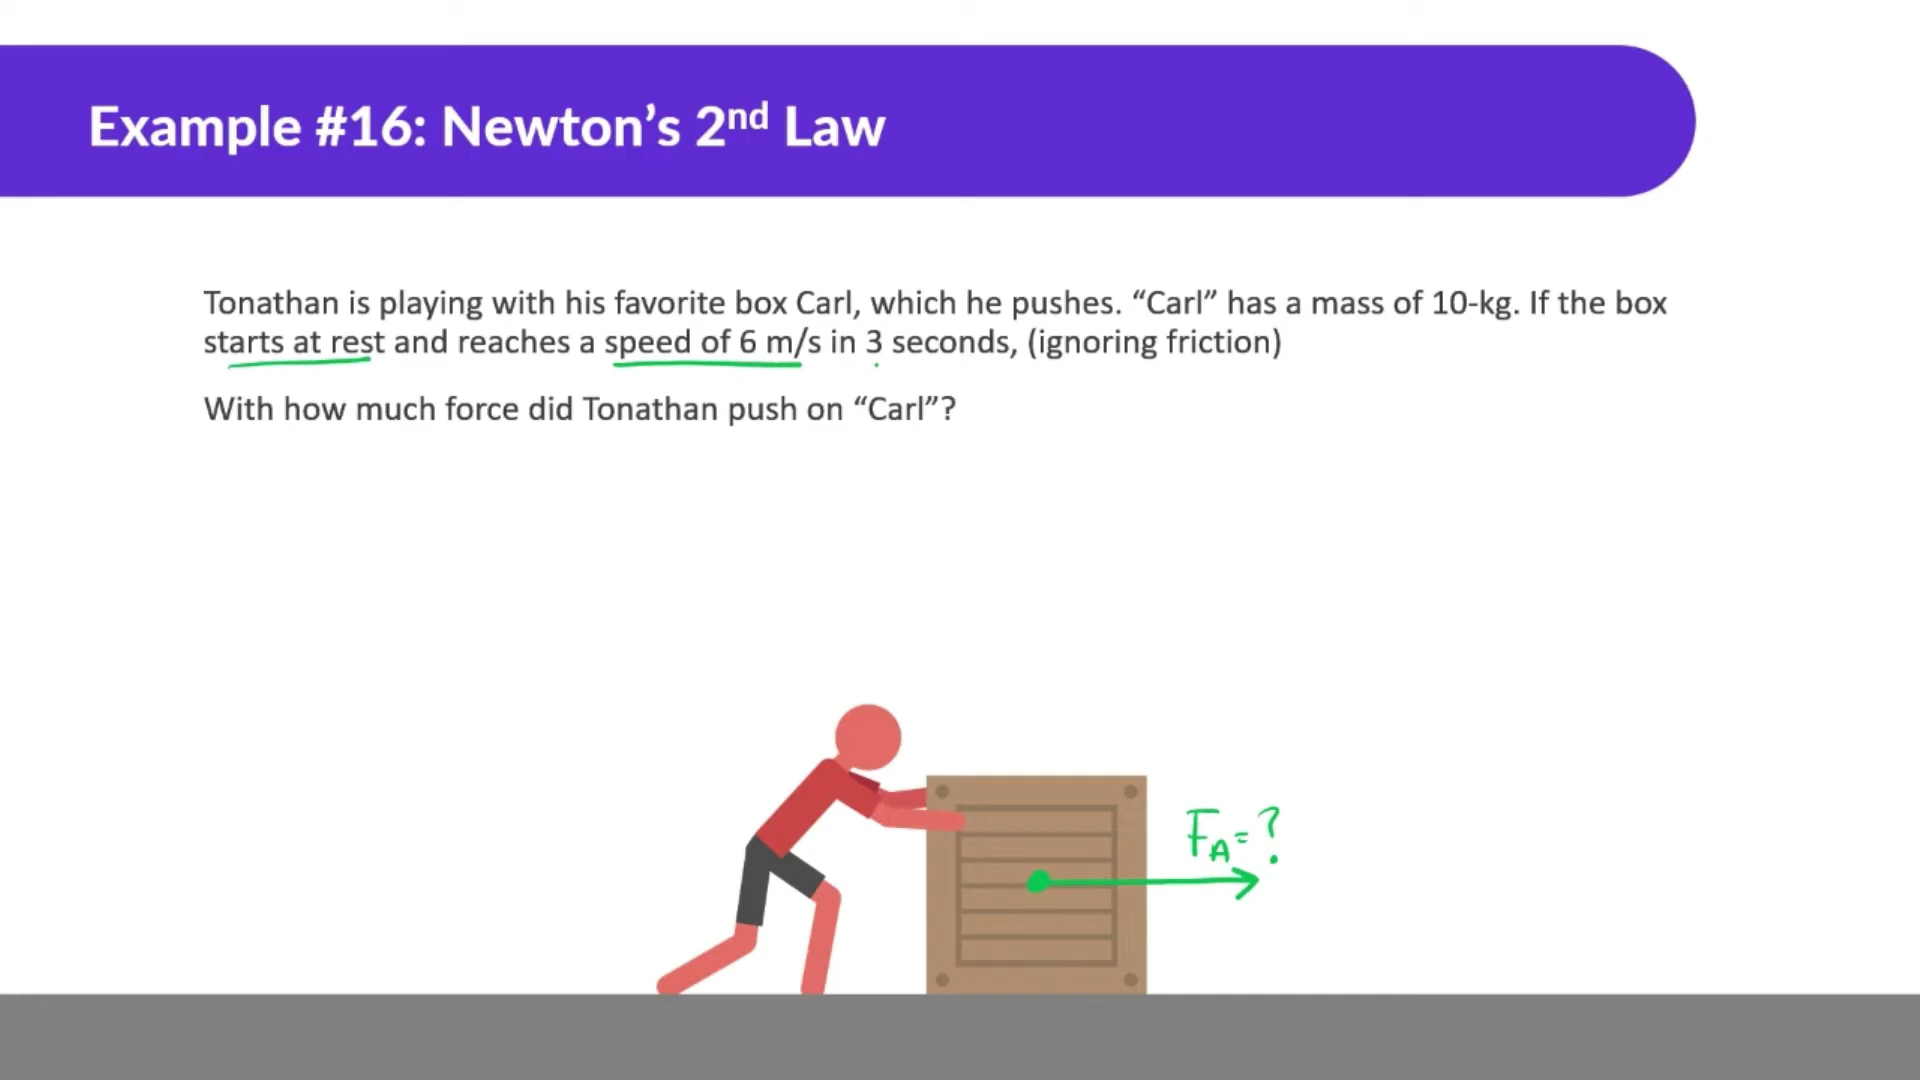 Example #16: Newton’s 2nd Law
Tonathan is playing with his favorite box Carl, which he pushes. “Carl” has a mass of 10-kg. If the box
starts at rest and reaches a speed of 6 m/s in 3 seconds, (ignoring friction)
With how much force did Tonathan push on “Carl”?
FA=?